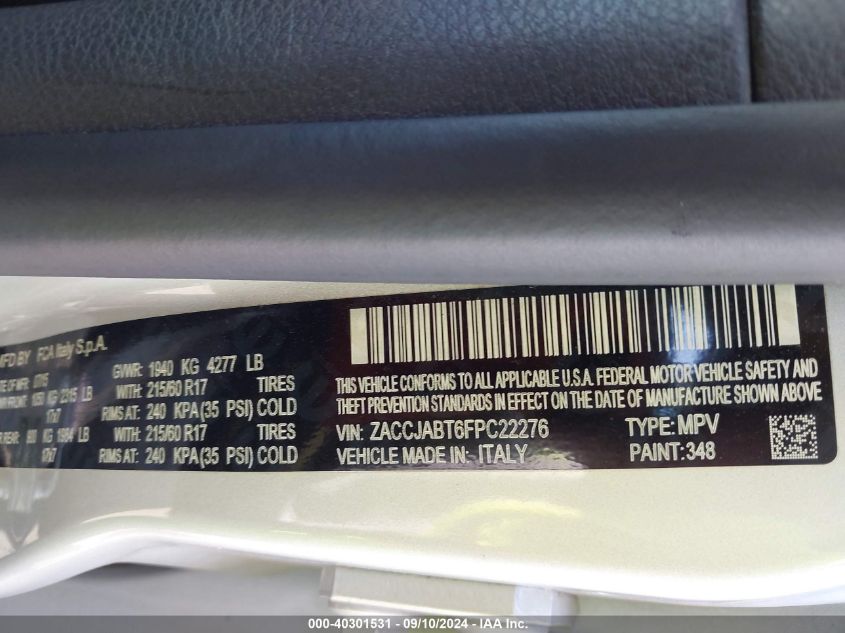 MFD BY FCA Italy S.p.A.
GVWR: 1940 KG 4277 LB
WITH: 215/60 R17 TIRES
RIMS AT: 240 KPA(35 PSI) COLD
WITH: 215/60 R17 TIRES
RIMS AT: 240 KPA(35 PSI) COLD
THIS VEHICLE CONFORMS TO ALL APPLICABLE U.S.A. FEDERAL MOTOR VEHICLE SAFETY AND
THEFT PREVENTION STANDARDS IN EFFECT ON THE DATE OF MANUFACTURE SHOWN ABOVE
VIN: ZACCJABT6FPC22276 TYPE: MPV
VEHICLE MADE IN: ITALY PAINT: 348
000-40301531 - 09/10/2024 - IAA Inc.